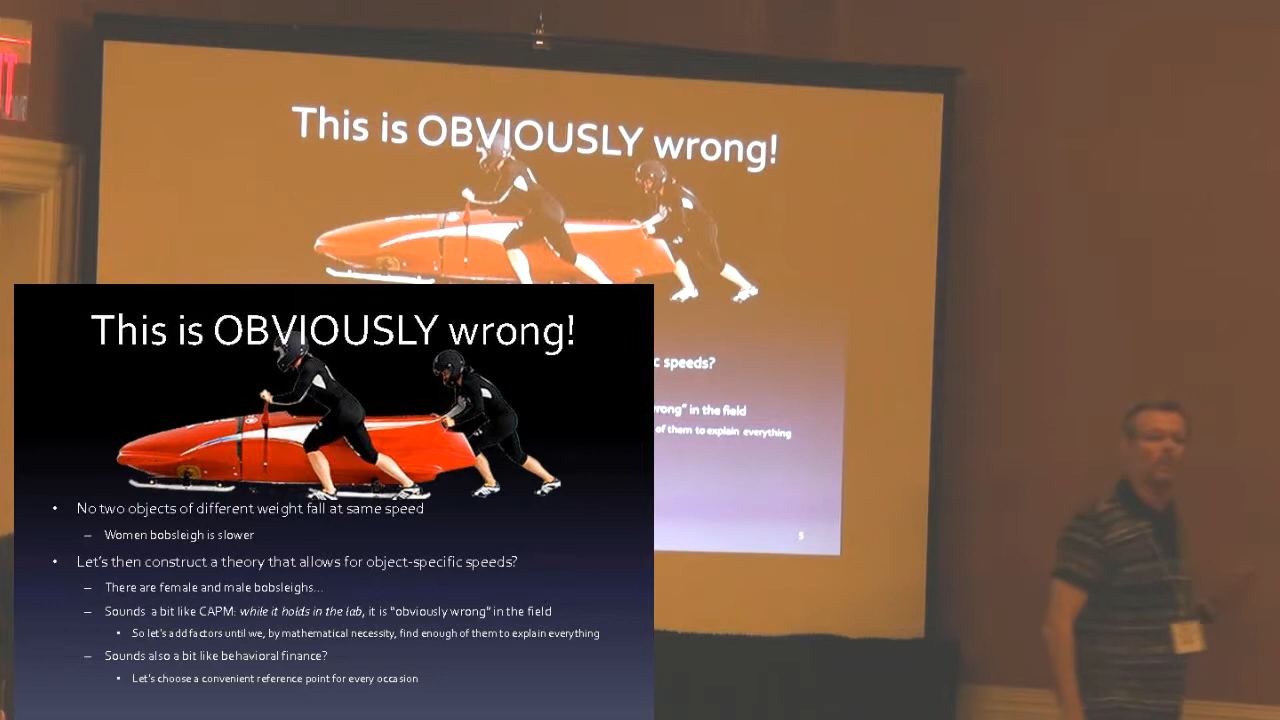 This is OBVIOUSLY wrong!
c speeds?
wrong" in the field
of them to explain everything
5
This is OBVIOUSLY wrong!
• No two objects of different weight fall at same speed
– Women bobsleigh is slower
• Let's then construct a theory that allows for object-specific speeds?
– There are female and male bobsleighs...
– Sounds a bit like CAPM: while it holds in the lab, it is "obviously wrong" in the field
• So let's add factors until we, by mathematical necessity, find enough of them to explain everything
– Sounds also a bit like behavioral finance?
• Let's choose a convenient reference point for every occasion